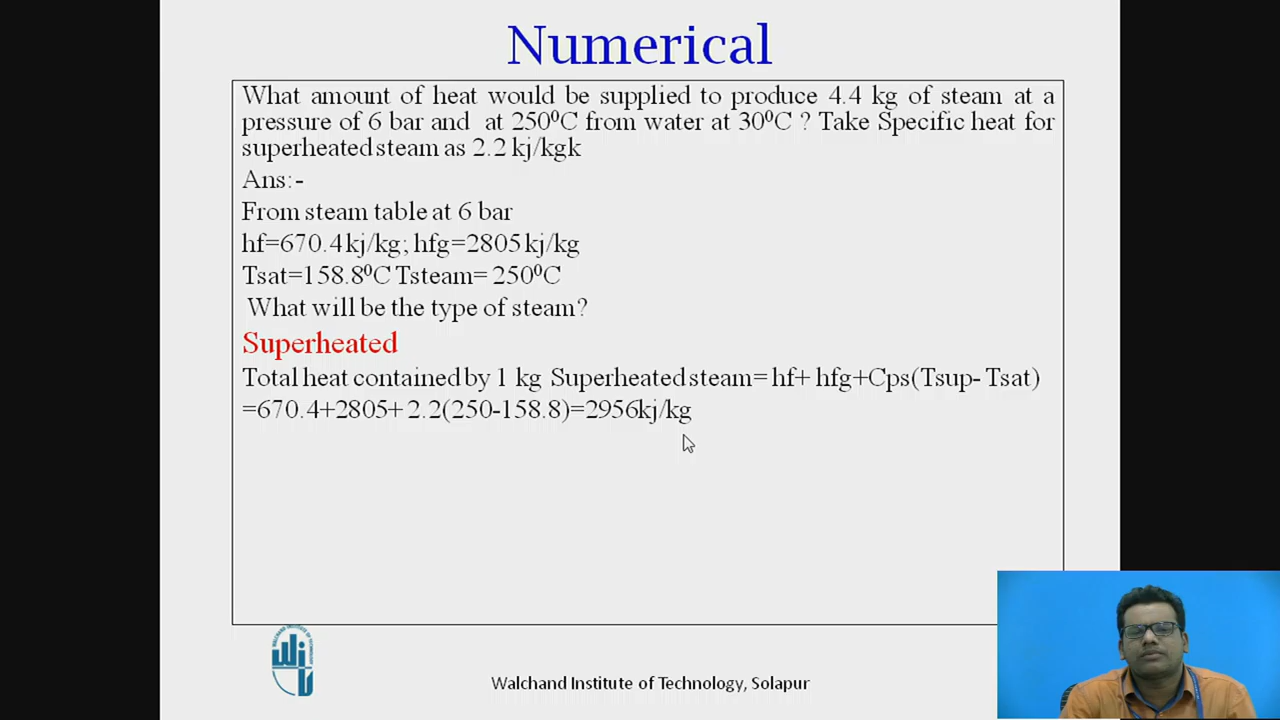 Numerical
What amount of heat would be supplied to produce 4.4 kg of steam at a
pressure of 6 bar and at 250⁰C from water at 30⁰C ? Take Specific heat for
superheated steam as 2.2 kj/kgk
Ans:-
From steam table at 6 bar
hf=670.4 kj/kg; hfg=2805 kj/kg
Tsat=158.8⁰C Tsteam= 250⁰C
What will be the type of steam?
Superheated
Total heat contained by 1 kg Superheated steam= hf+ hfg+Cps(Tsup- Tsat)
=670.4+2805+ 2.2(250-158.8)=2956kj/kg
Walchand Institute of Technology, Solapur